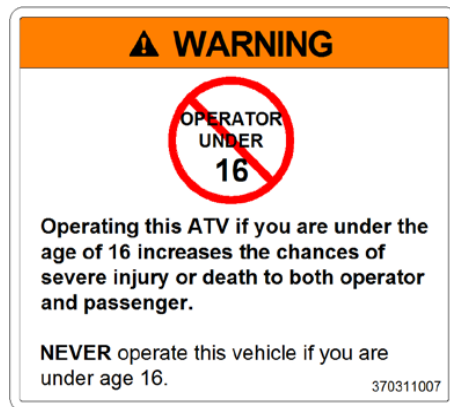 WARNING
OPERATOR
UNDER
16
Operating this ATV if you are under the
age of 16 increases the chances of
severe injury or death to both operator
and passenger.
NEVER operate this vehicle if you are
under age 16.
370311007